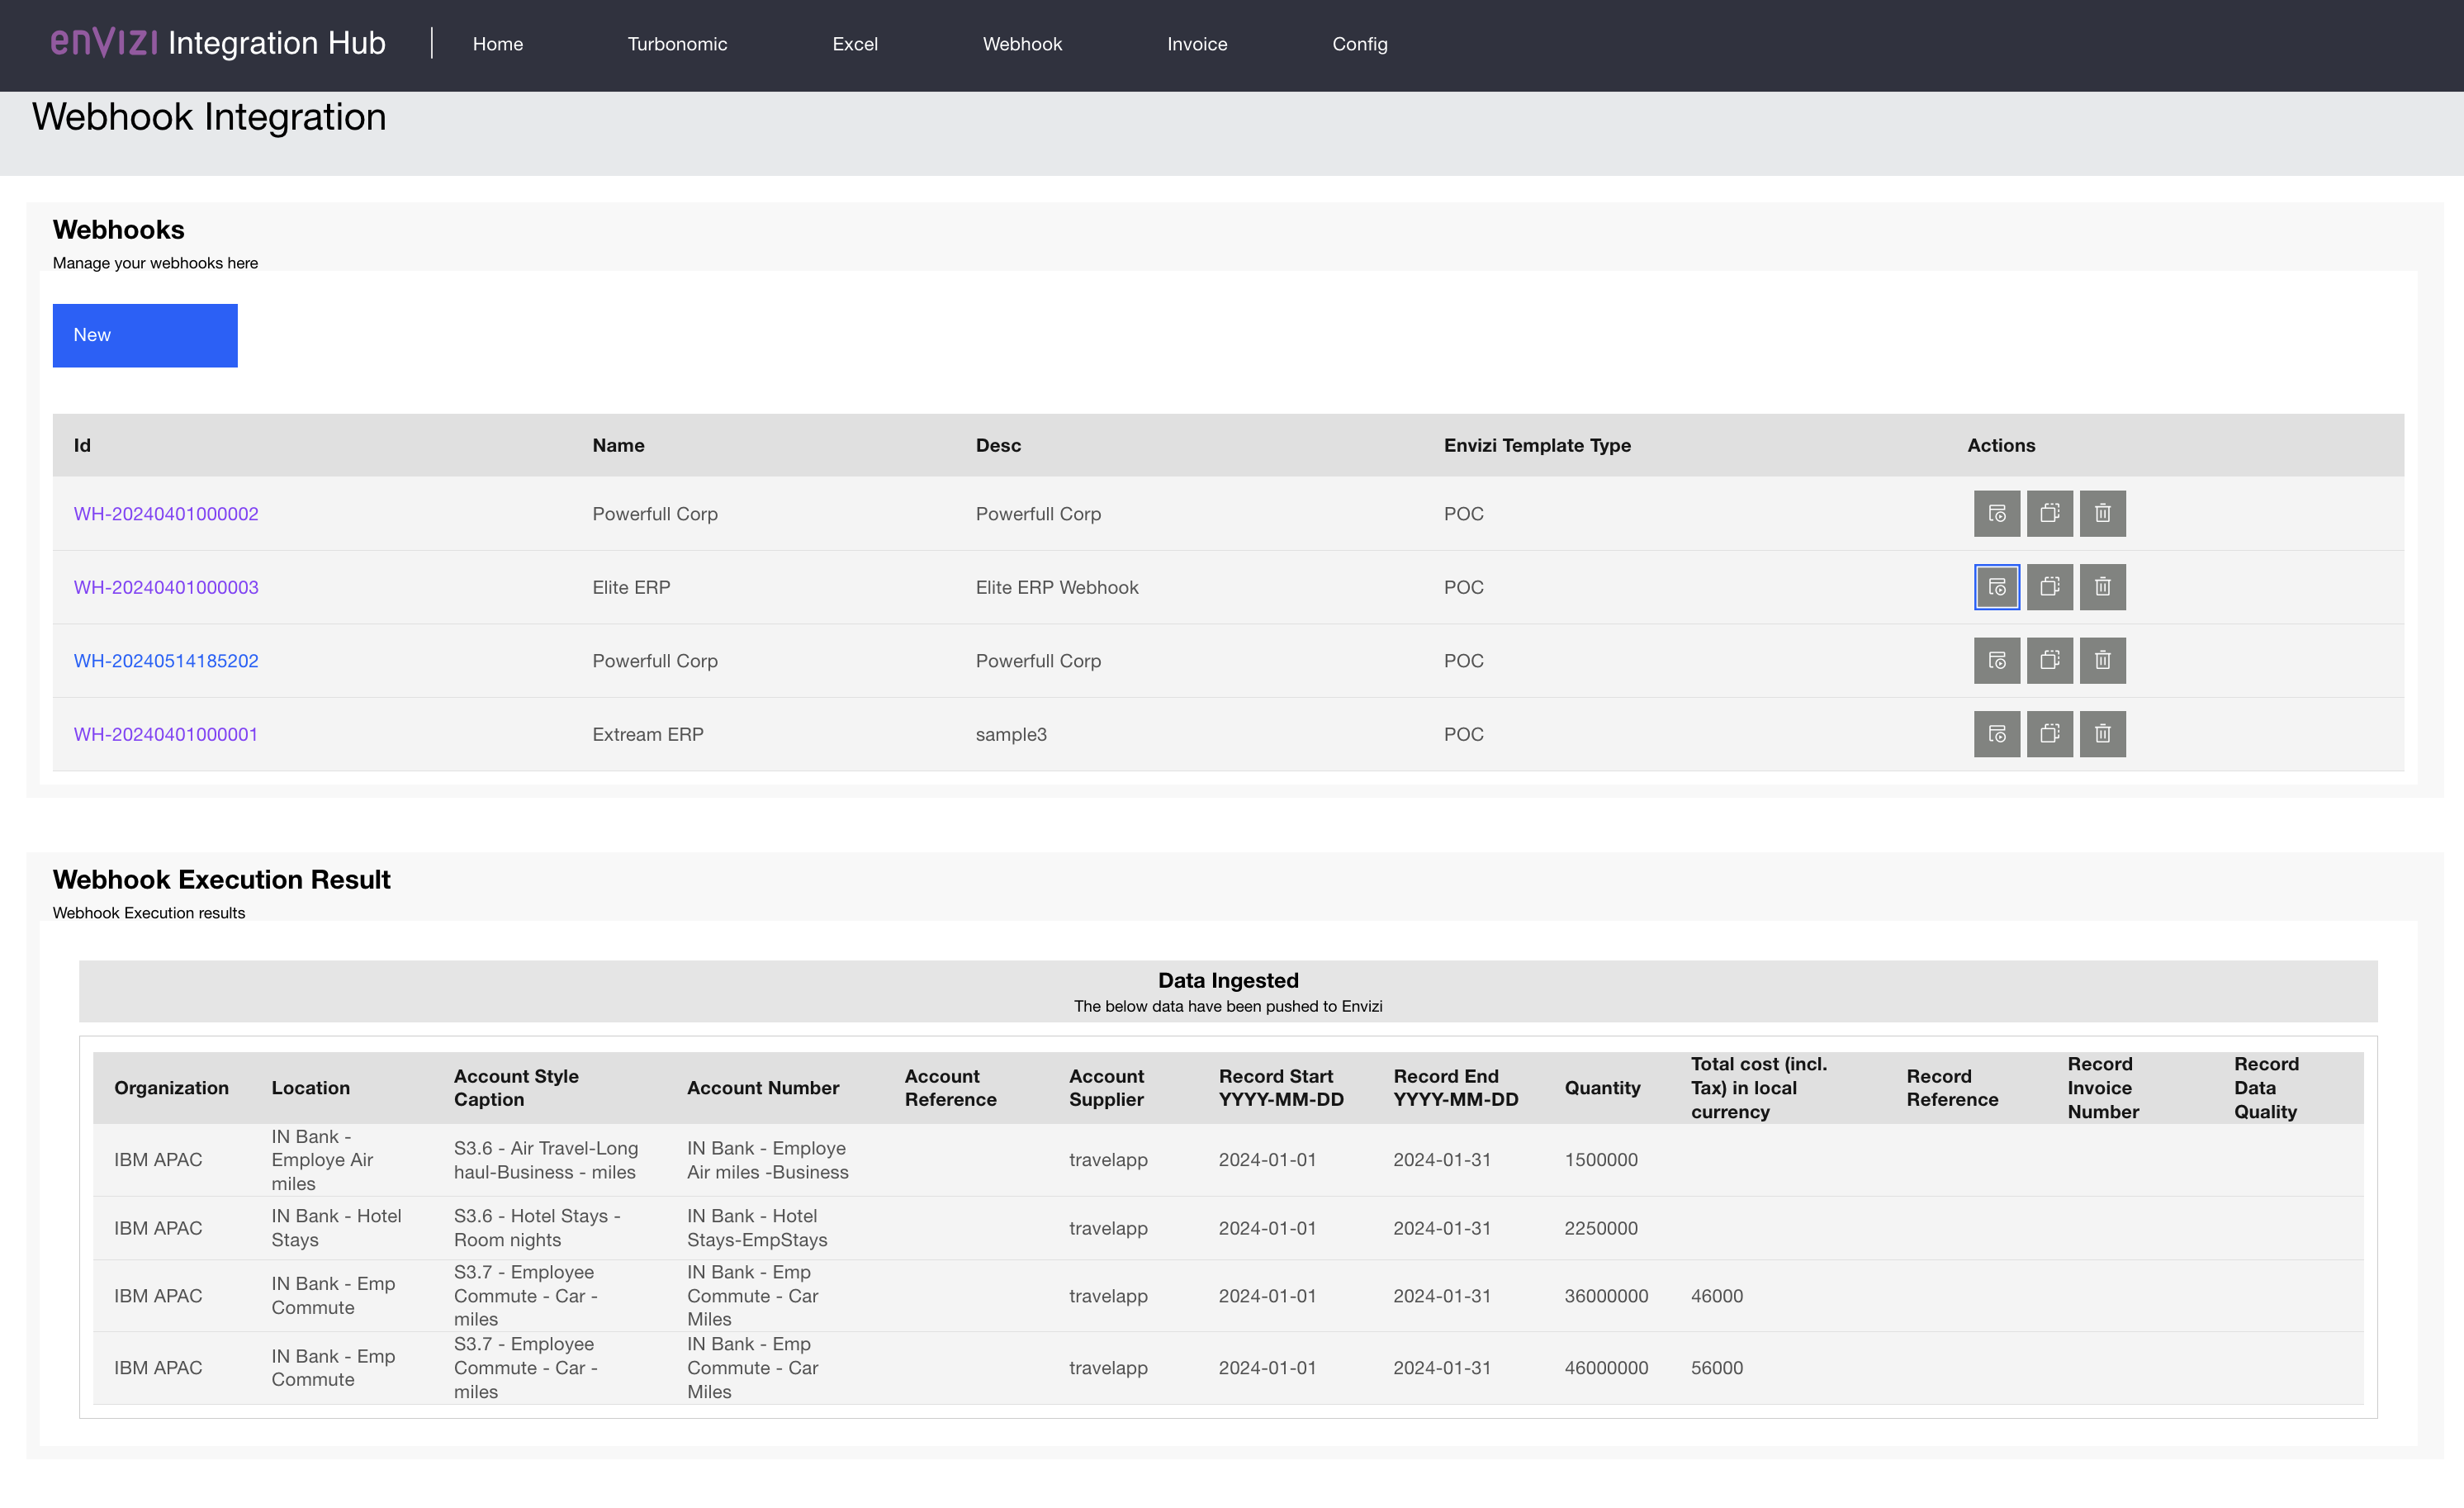 enVizi Integration Hub Home Turbonomic Excel Webhook Invoice Config
Webhook Integration
Webhooks
Manage your webhooks here
New
Id Name Desc Envizi Template Type Actions
WH-20240401000002 Powerfull Corp Powerfull Corp POC
WH-20240401000003 Elite ERP Elite ERP Webhook POC
WH-20240514185202 Powerfull Corp Powerfull Corp POC
WH-20240401000001 Extream ERP sample3 POC
Webhook Execution Result
Webhook Execution results
Data Ingested
The below data have been pushed to Envizi
Organization
Location
Account Style
Caption
Account Number
Account
Reference
Account
Supplier
Record Start
YYYY-MM-DD
Record End
YYYY-MM-DD
Quantity
Total cost (incl.
Tax) in local
currency
Record
Reference
Record
Invoice
Number
Record
Data
Quality
IBM APAC
IN Bank -
Employe Air
miles
S3.6 - Air Travel-Long
haul-Business - miles
IN Bank - Employe
Air miles -Business
travelapp
2024-01-01
2024-01-31
1500000
IBM APAC
IN Bank - Hotel
Stays
S3.6 - Hotel Stays -
Room nights
IN Bank - Hotel
Stays-EmpStays
travelapp
2024-01-01
2024-01-31
2250000
IBM APAC
IN Bank - Emp
Commute
S3.7 - Employee
Commute - Car -
miles
IN Bank - Emp
Commute - Car
Miles
travelapp
2024-01-01
2024-01-31
36000000
46000
IBM APAC
IN Bank - Emp
Commute
S3.7 - Employee
Commute - Car -
miles
IN Bank - Emp
Commute - Car
Miles
travelapp
2024-01-01
2024-01-31
46000000
56000